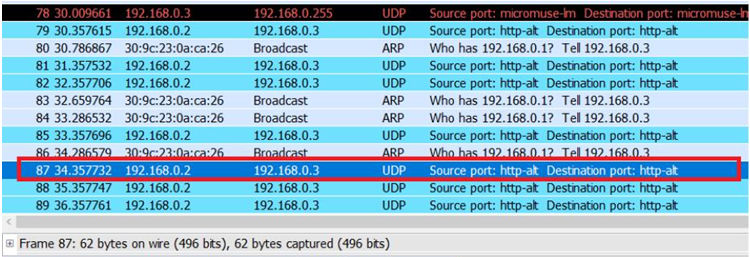 78 30.009661 192.168.0.3 192.168.0.255 UDP Source port: micromuse-lm Destination port: micromuse-lm
79 30.357615 192.168.0.2 192.168.0.3 UDP Source port: http-alt Destination port: http-alt
80 30.786867 30:9c:23:0a:ca:26 Broadcast ARP Who has 192.168.0.1? Tell 192.168.0.3
81 31.357532 192.168.0.2 192.168.0.3 UDP Source port: http-alt Destination port: http-alt
82 32.357706 192.168.0.2 192.168.0.3 UDP Source port: http-alt Destination port: http-alt
83 32.659764 30:9c:23:0a:ca:26 Broadcast ARP Who has 192.168.0.1? Tell 192.168.0.3
84 33.286532 30:9c:23:0a:ca:26 Broadcast ARP Who has 192.168.0.1? Tell 192.168.0.3
85 33.357696 192.168.0.2 192.168.0.3 UDP Source port: http-alt Destination port: http-alt
86 34.286579 30:9c:23:0a:ca:26 Broadcast ARP Who has 192.168.0.1? Tell 192.168.0.3
87 34.357732 192.168.0.2 192.168.0.3 UDP Source port: http-alt Destination port: http-alt
88 35.357747 192.168.0.2 192.168.0.3 UDP Source port: http-alt Destination port: http-alt
89 36.357761 192.168.0.2 192.168.0.3 UDP Source port: http-alt Destination port: http-alt
Frame 87: 62 bytes on wire (496 bits), 62 bytes captured (496 bits)